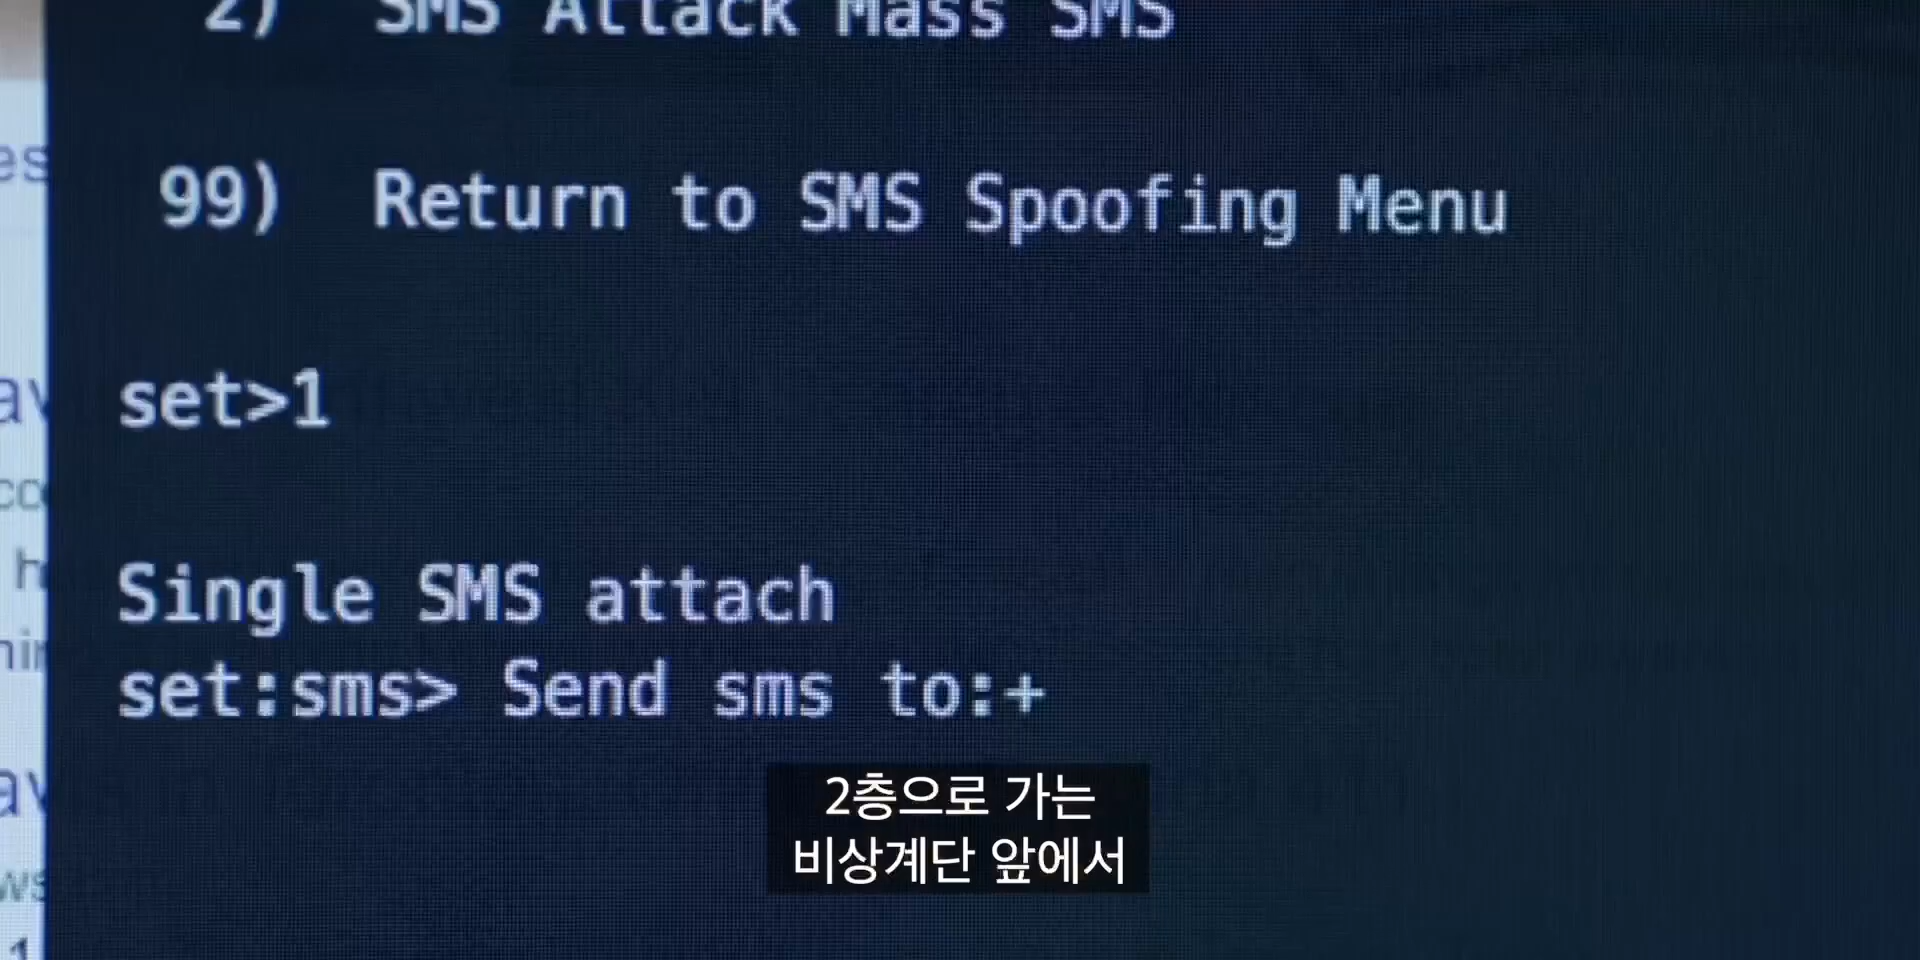 2) SMS Attack Mass SMS
99) Return to SMS Spoofing Menu
set>1
Single SMS attach
set:sms> Send sms to:+
2층으로 가는
비상계단 앞에서